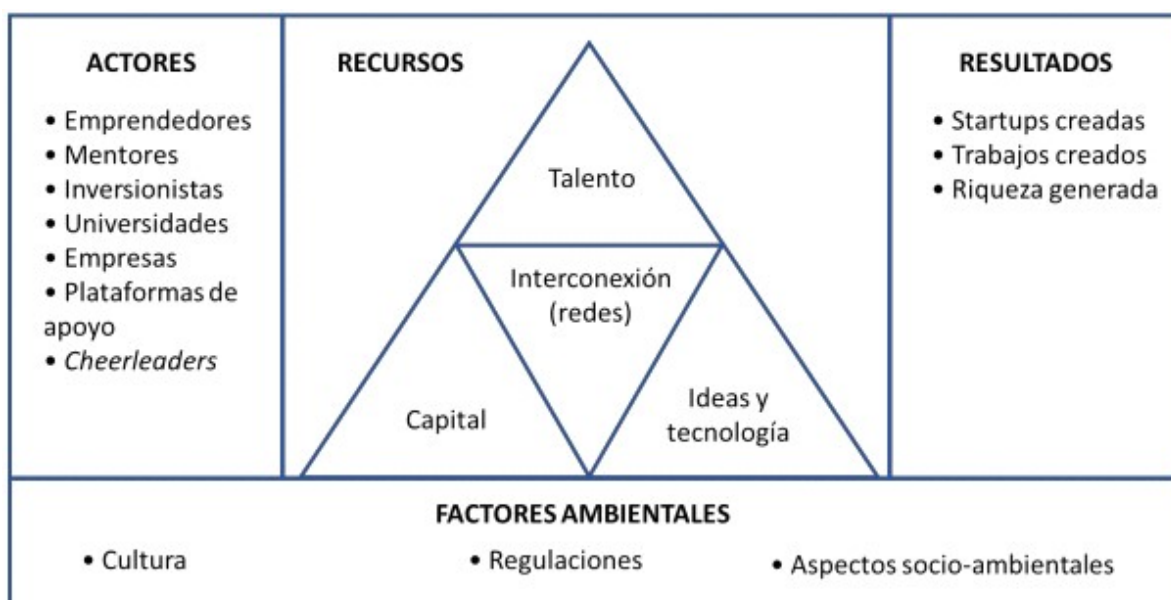 ACTORES
• Emprendedores
• Mentores
• Inversionistas
• Universidades
• Empresas
• Plataformas de
apoyo
• Cheerleaders
RECURSOS
Talento
Interconexión
(redes)
Capital
Ideas y
tecnología
RESULTADOS
• Startups creadas
• Trabajos creados
• Riqueza generada
FACTORES AMBIENTALES
• Cultura
• Regulaciones
• Aspectos socio-ambientales